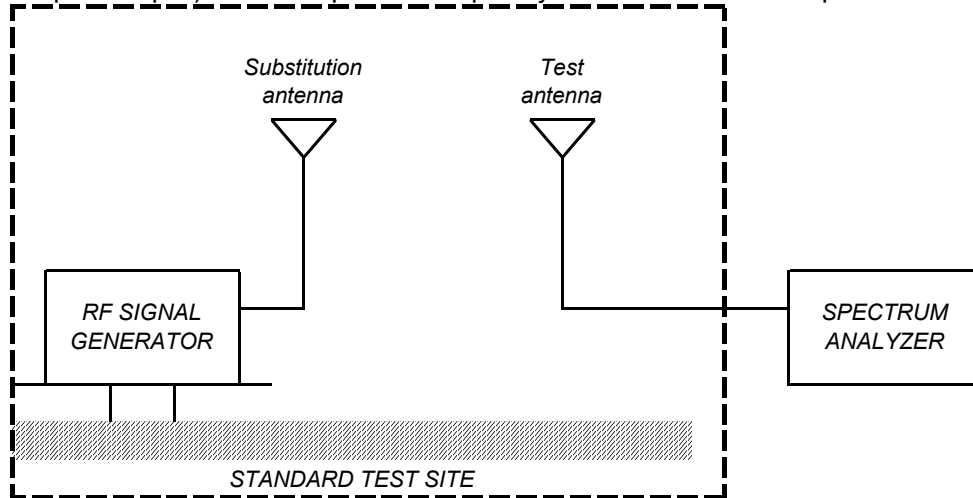 Substitution
antenna
Test
antenna
RF SIGNAL
GENERATOR
SPECTRUM
ANALYZER
STANDARD TEST SITE